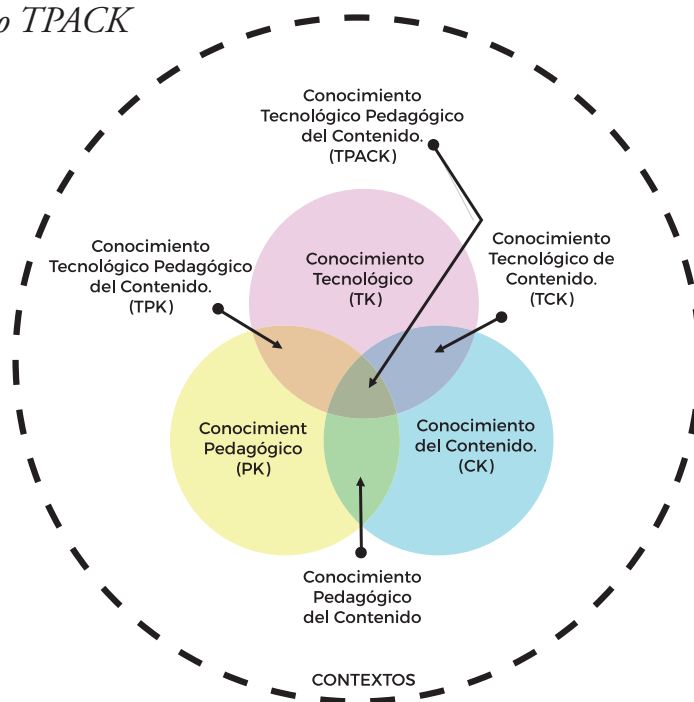 TPACK
Conocimiento
Tecnológico Pedagógico
del Contenido.
(TPACK)
Conocimiento
Tecnológico Pedagógico
del Contenido.
(TPK)
Conocimiento
Tecnológico
(TK)
Conocimiento
Tecnológico de
Contenido.
(TCK)
Conocimient
Pedagógico
(PK)
Conocimiento
del Contenido.
(CK)
Conocimiento
Pedagógico
del Contenido
CONTEXTOS